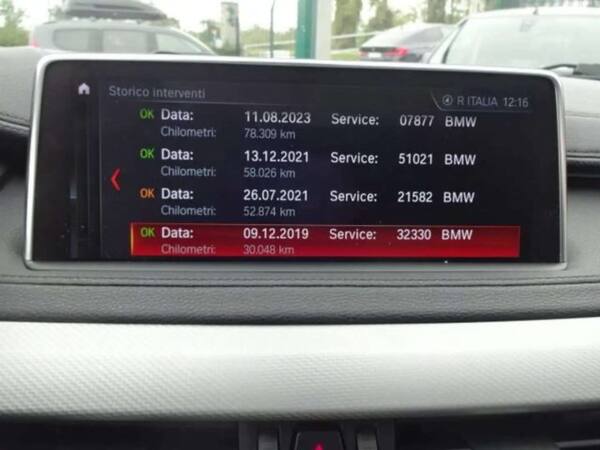 Storico interventi
R ITALIA 12:16
OK Data: 11.08.2023 Service: 07877 BMW
Chilometri: 78.309 km
OK Data: 13.12.2021 Service: 51021 BMW
Chilometri: 58.026 km
OK Data: 26.07.2021 Service: 21582 BMW
Chilometri: 52.874 km
OK Data: 09.12.2019 Service: 32330 BMW
Chilometri: 30.048 km